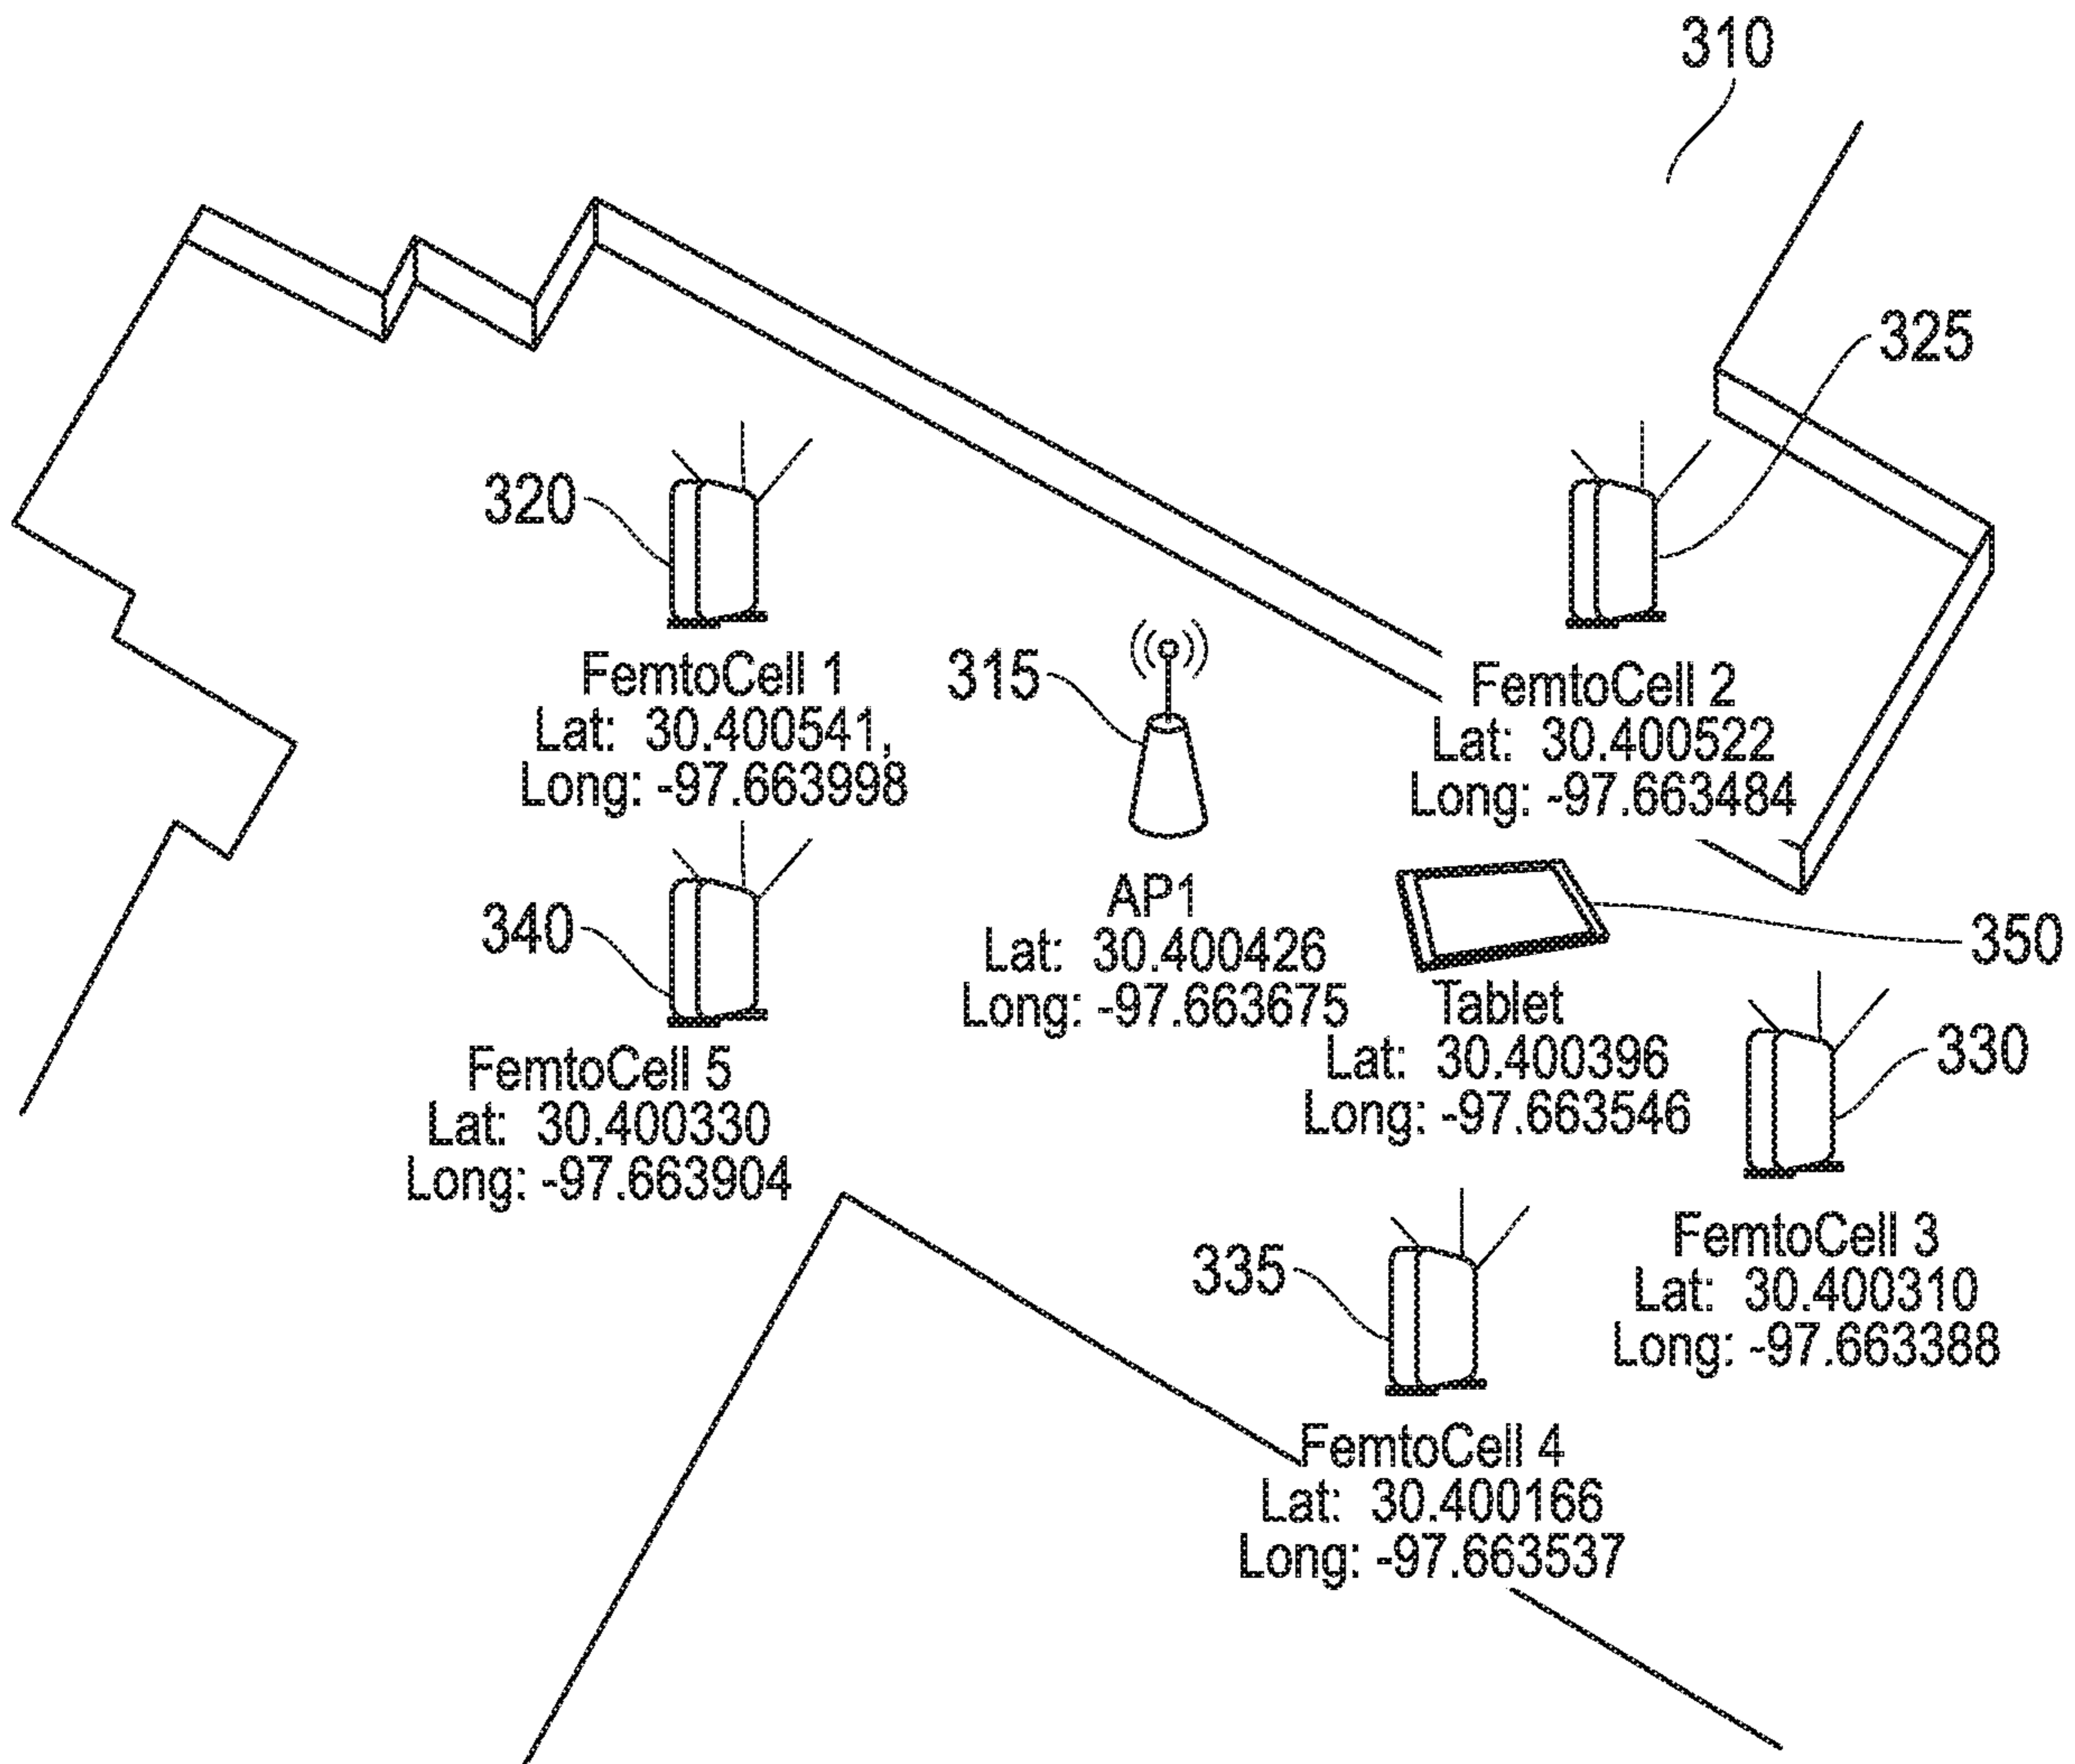 310
325
320
FemtoCell 1
Lat: 30.400541,
Long: -97.663998
315
FemtoCell 2
Lat: 30.400522
Long: -97.663484
340
AP1
Lat: 30.400426
Long: -97.663675
350
Tablet
Lat: 30.400396
Long: -97.663546
330
FemtoCell 5
Lat: 30.400330
Long: -97.663904
335
FemtoCell 3
Lat: 30.400310
Long: -97.663388
FemtoCell 4
Lat: 30.400166
Long: -97.663537